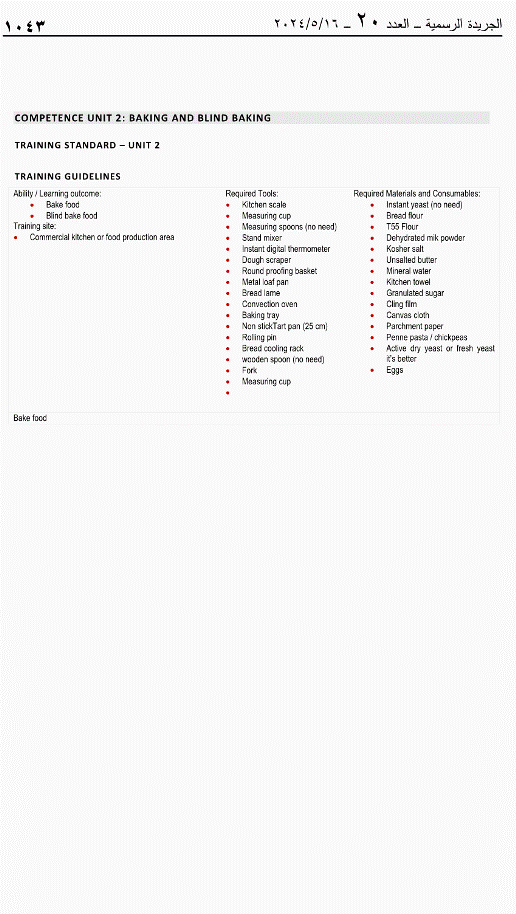 ١٠٤٣
الجريدة الرسمية ــ العدد ٢٠ ــ ٢٠٢٤/٥/١٦
COMPETENCE UNIT 2: BAKING AND BLIND BAKING
TRAINING STANDARD – UNIT 2
TRAINING GUIDELINES
Ability / Learning outcome:
• Bake food
• Blind bake food
Training site:
• Commercial kitchen or food production area
Required Tools:
• Kitchen scale
• Measuring cup
• Measuring spoons (no need)
• Stand mixer
• Instant digital thermometer
• Dough scraper
• Round proofing basket
• Metal loaf pan
• Bread lame
• Convection oven
• Baking tray
• Non stickTart pan (25 cm)
• Rolling pin
• Bread cooling rack
• wooden spoon (no need)
• Fork
• Measuring cup
•
Required Materials and Consumables:
• Instant yeast (no need)
• Bread flour
• T55 Flour
• Dehydrated mik powder
• Kosher salt
• Unsalted butter
• Mineral water
• Kitchen towel
• Granulated sugar
• Cling film
• Canvas cloth
• Parchment paper
• Penne pasta / chickpeas
• Active dry yeast or fresh yeast
it's better
• Eggs
Bake food